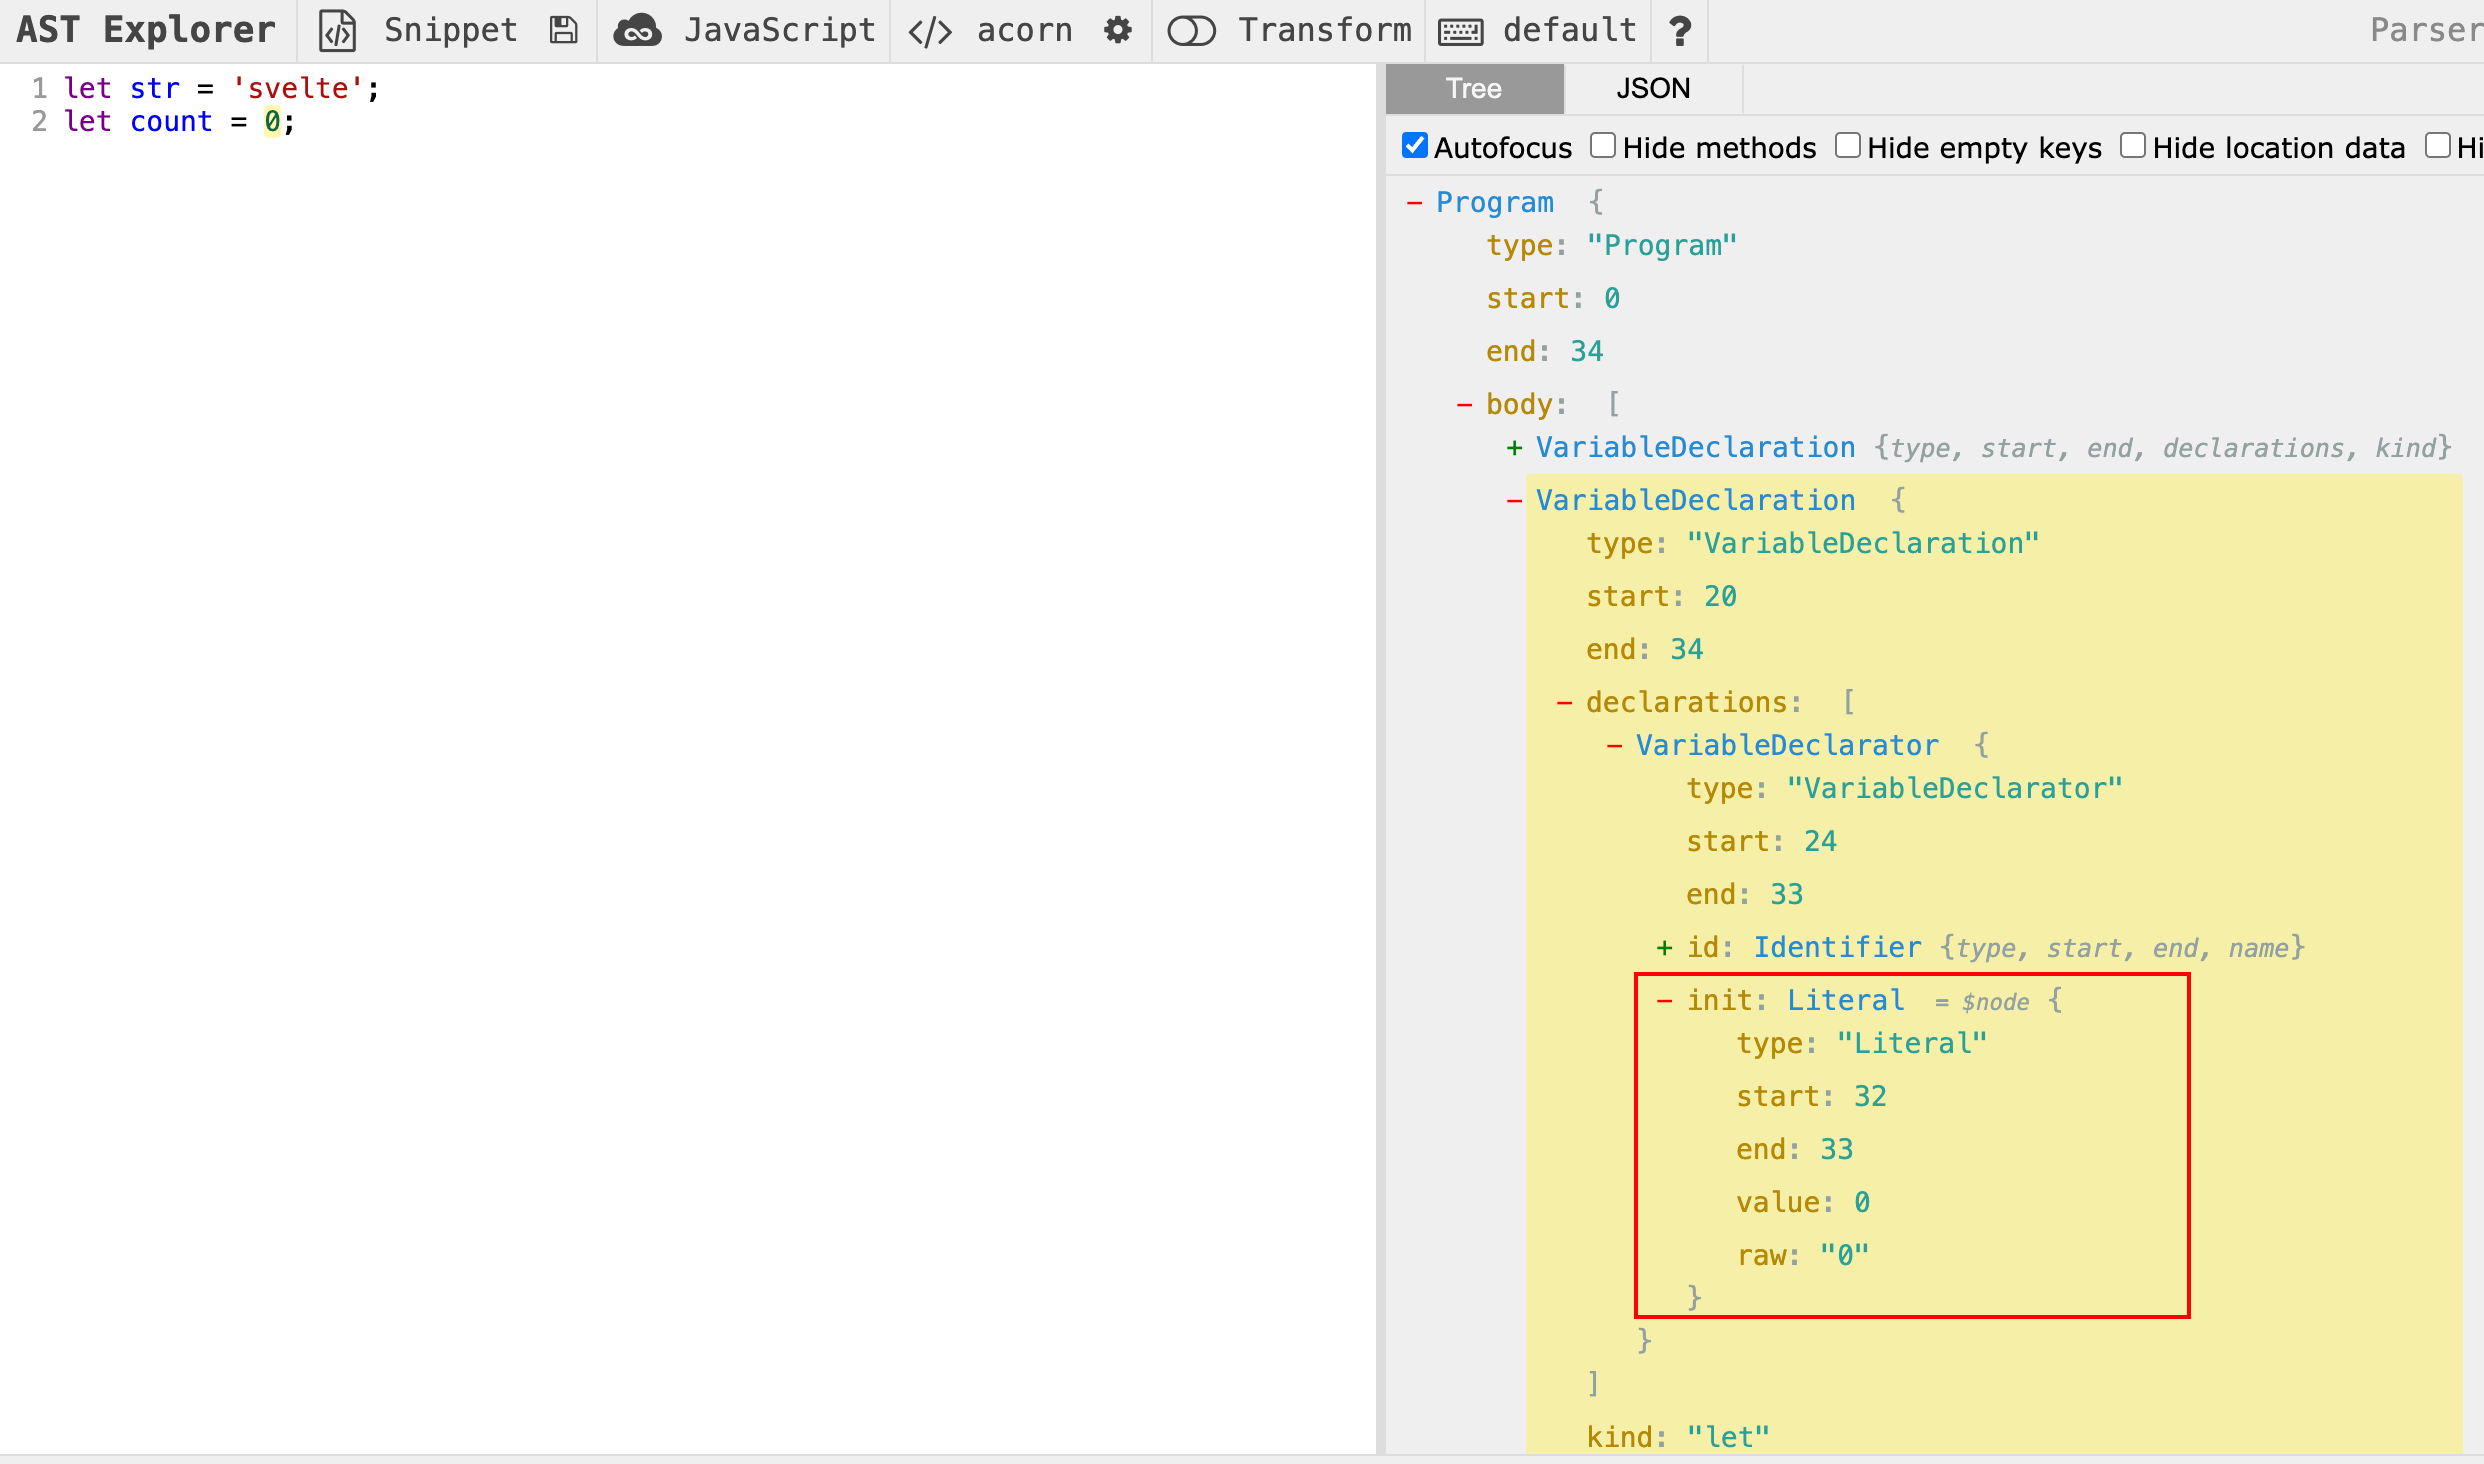 AST Explorer Snippet JavaScript </> acorn Transform default ? Parser
1 let str = 'svelte';
2 let count = 0;
Tree JSON
Autofocus Hide methods Hide empty keys Hide location data Hi
− Program {
type: "Program"
start: 0
end: 34
− body: [
+ VariableDeclaration {type, start, end, declarations, kind}
− VariableDeclaration {
type: "VariableDeclaration"
start: 20
end: 34
− declarations: [
− VariableDeclarator {
type: "VariableDeclarator"
start: 24
end: 33
+ id: Identifier {type, start, end, name}
− init: Literal = $node {
type: "Literal"
start: 32
end: 33
value: 0
raw: "0"
}
}
]
kind: "let"